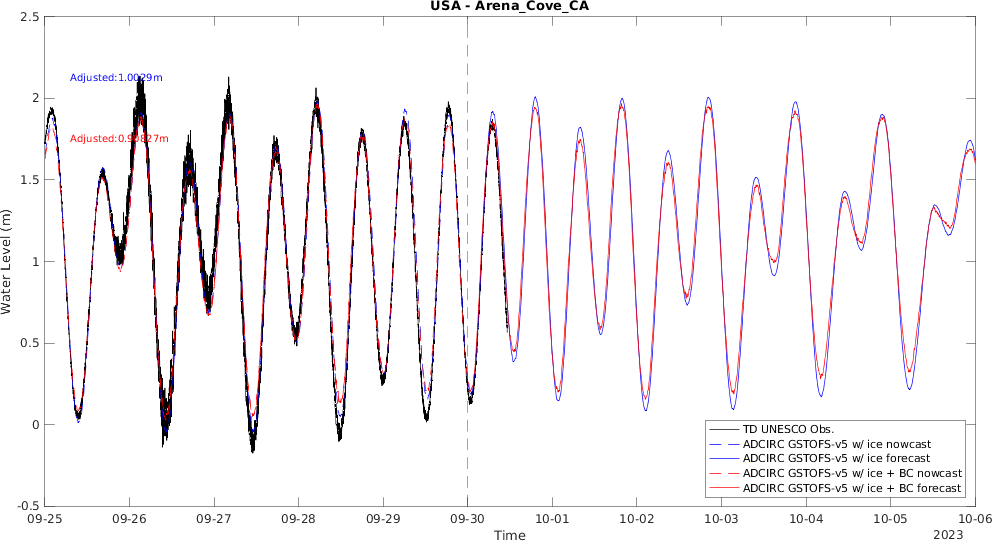 USA - Arena_Cove_CA
Water Level (m)
2.5
2
1.5
1
0.5
0
-0.5
Adjusted:1.0029m
TD UNESCO Obs.
ADCIRC GSTOFS-v5 w/ ice nowcast
ADCIRC GSTOFS-v5 w/ ice forecast
ADCIRC GSTOFS-v5 w/ ice + BC nowcast
ADCIRC GSTOFS-v5 w/ ice + BC forecast
09-25 09-26 09-27 09-28 09-29 09-30 10-01 10-02 10-03 10-04 10-05 10-06
Time
2023